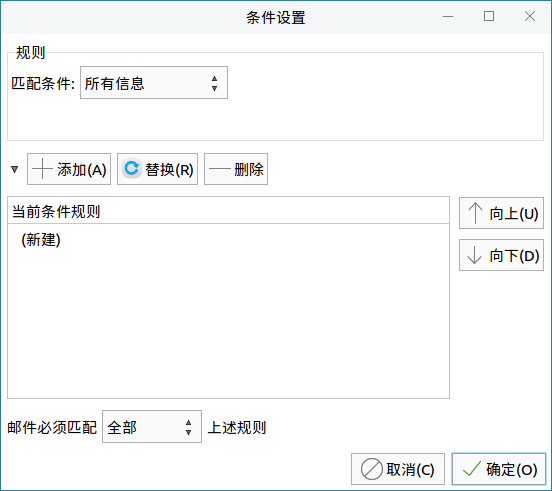 条件设置
规则
匹配条件: 所有信息
添加(A) 替换(R) 删除
当前条件规则
(新建)
向上(U)
向下(D)
邮件必须匹配 全部 上述规则
取消(C) 确定(O)